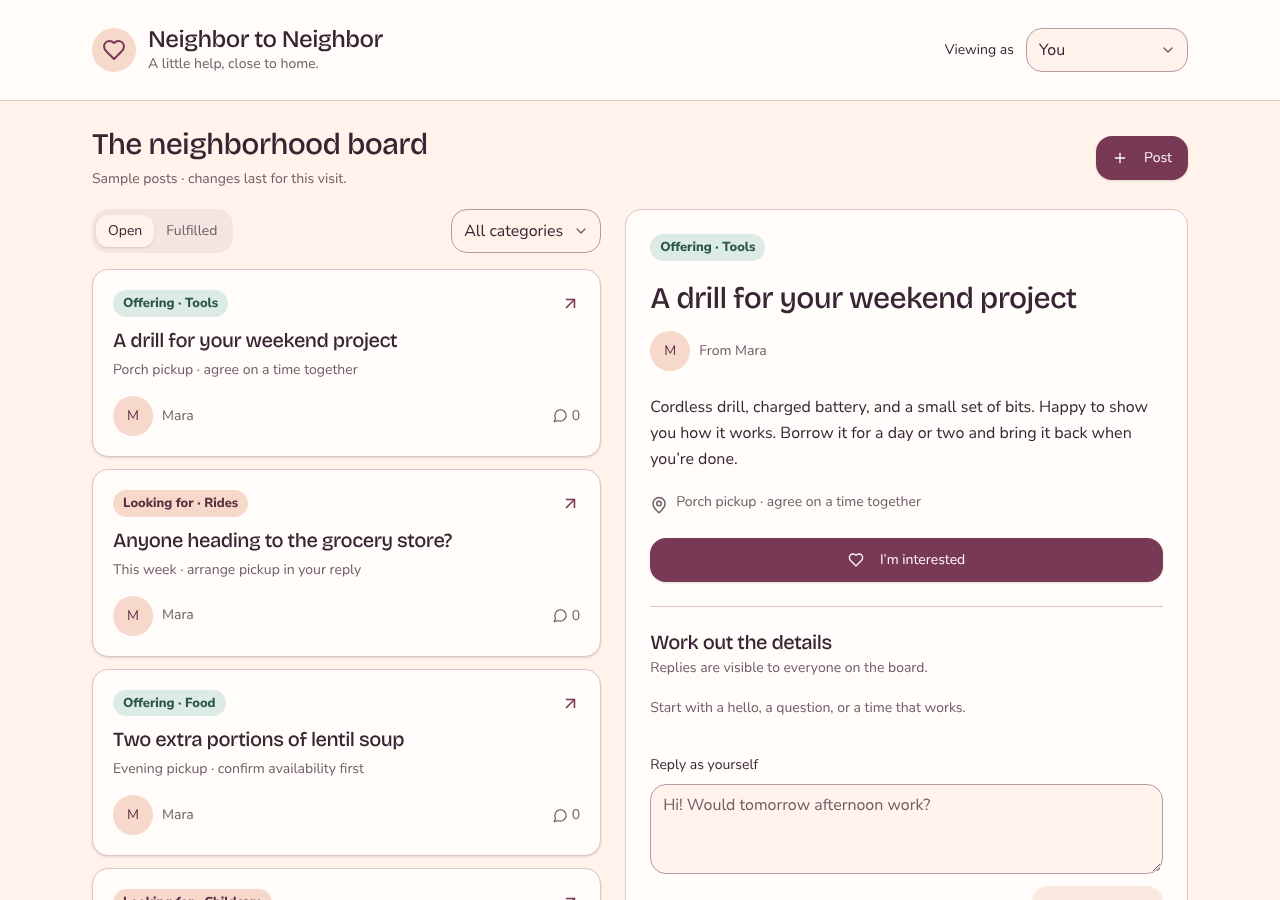 Neighbor to Neighbor
A little help, close to home.
Viewing as
You
The neighborhood board
Sample posts · changes last for this visit.
Post
Open
Fulfilled
All categories
Offering · Tools
A drill for your weekend project
Porch pickup · agree on a time together
M
Mara
0
Looking for · Rides
Anyone heading to the grocery store?
This week · arrange pickup in your reply
M
Mara
0
Offering · Food
Two extra portions of lentil soup
Evening pickup · confirm availability first
M
Mara
0
Offering · Tools
A drill for your weekend project
M
From Mara
Cordless drill, charged battery, and a small set of bits. Happy to show
you how it works. Borrow it for a day or two and bring it back when
you’re done.
Porch pickup · agree on a time together
I’m interested
Work out the details
Replies are visible to everyone on the board.
Start with a hello, a question, or a time that works.
Reply as yourself
Hi! Would tomorrow afternoon work?